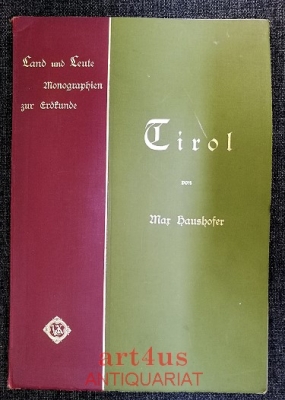 Land und Leute
Monographien
zur Erdkunde
Tirol
von
Max Haushofer
art4us
ANTIQUARIAT